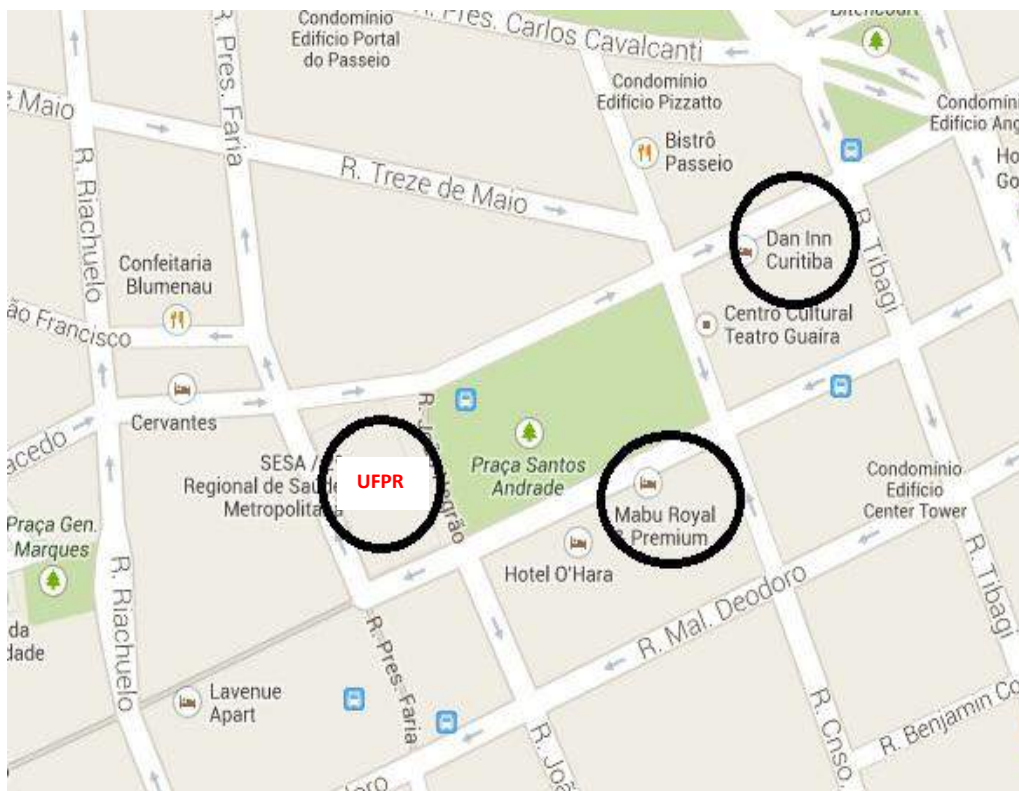 Condomínio
Edifício Portal
do Passeio
Pres. Carlos Cavalcanti
R. Pres. Faria
Condomínio
Edifício Pizzatto
Bistrô
Passeio
Maio
R. Treze de Maio
R. Riachuelo
Confeitaria
Blumenau
Francisco
Cervantes
Dan Inn
Curitiba
R. Tibagi
Centro Cultural
Teatro Guaíra
SESA /
Regional de
UFPR
Praça Santos
Andrade
Mabu Royal
Premium
Hotel O'Hara
Condomínio
Edifício
Center Tower
Praça Gen.
Marques
R. Riachuelo
R. Pres. Faria
R. Mal. Deodoro
R. Tibagi
Lavenue
Apart
R. Cnso.
R. Benjamin